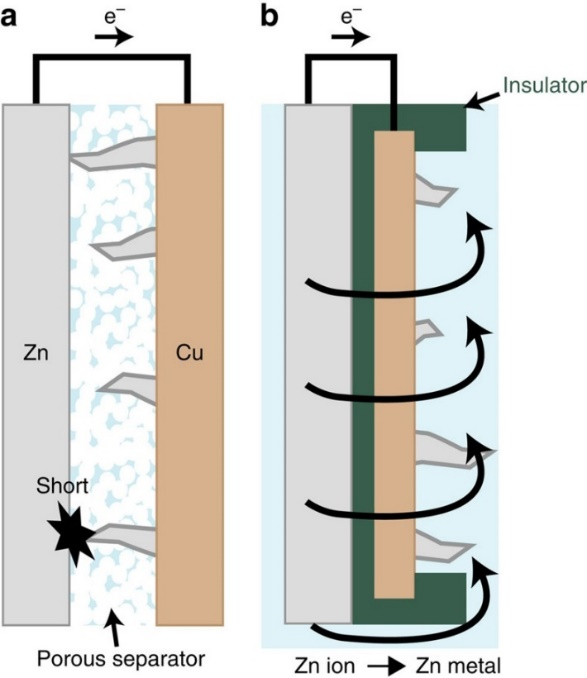 a
e⁻
Zn
Cu
Short
Porous separator
b
e⁻
Insulator
Zn ion → Zn metal